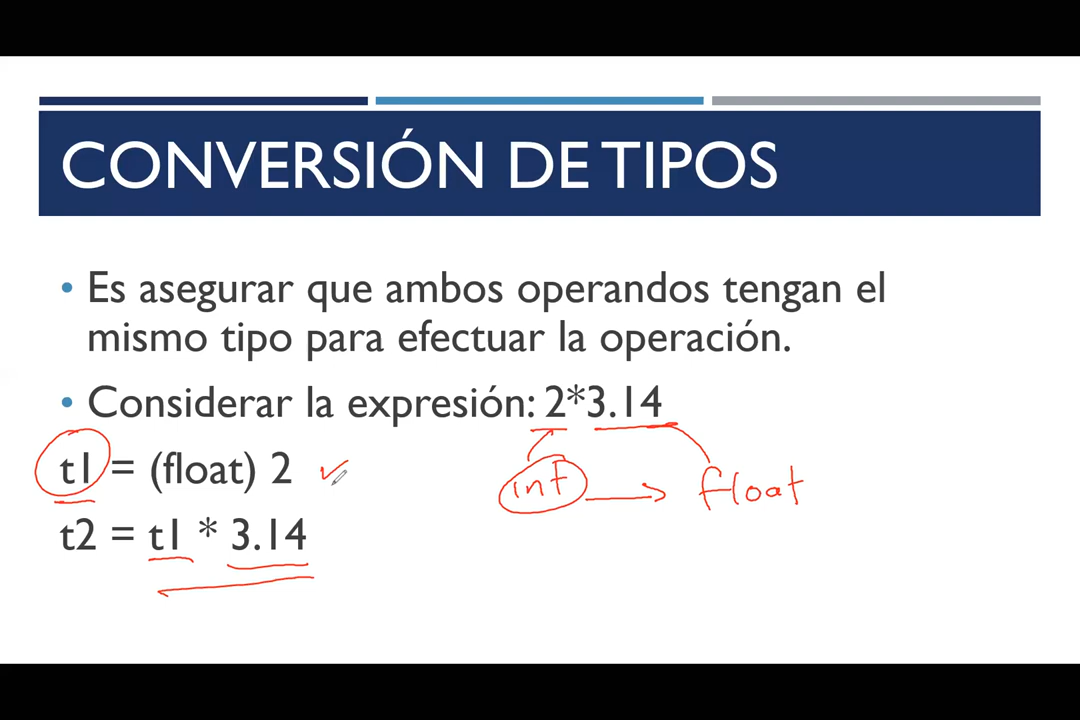 CONVERSIÓN DE TIPOS
• Es asegurar que ambos operandos tengan el
mismo tipo para efectuar la operación.
• Considerar la expresión: 2*3.14
t1 = (float) 2
int
float
t2 = t1 * 3.14